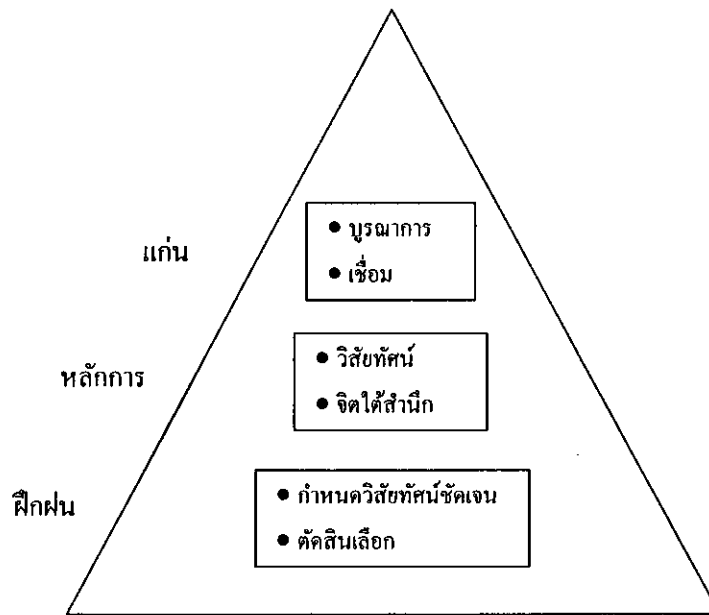 แก่น
● บูรณาการ
● เชื่อม
หลักการ
● วิสัยทัศน์
● จิตใต้สำนึก
ฝึกฝน
● กำหนดวิสัยทัศน์ชัดเจน
● ตัดสินเลือก